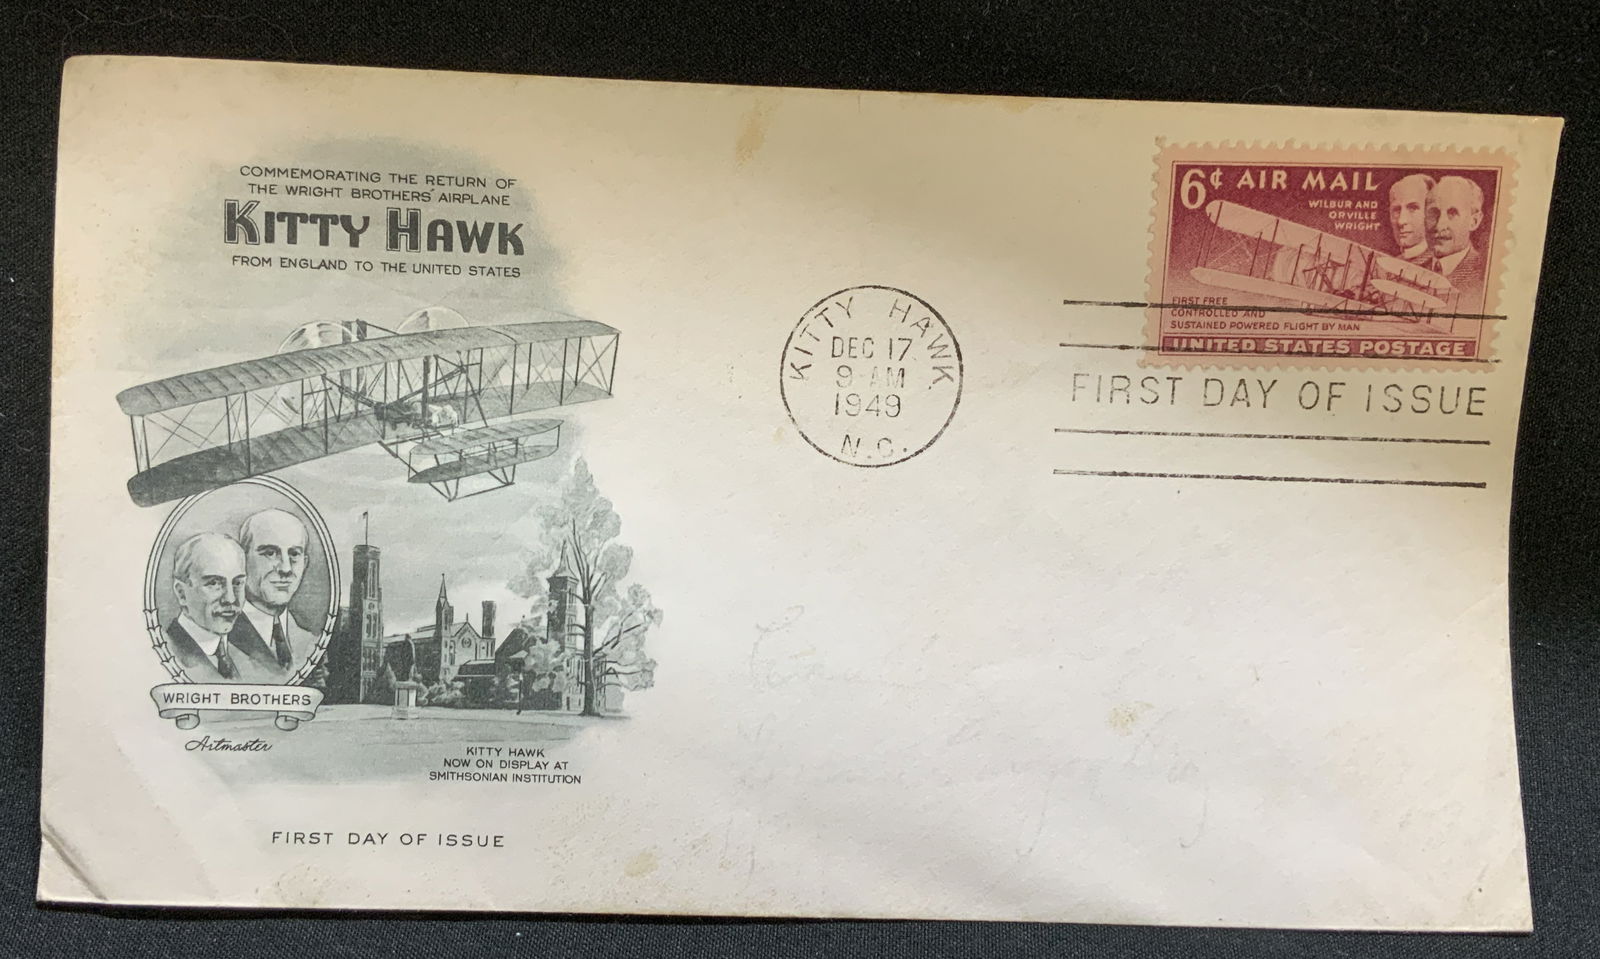 COMMEMORATING THE RETURN OF
THE WRIGHT BROTHERS' AIRPLANE
KITTY HAWK
FROM ENGLAND TO THE UNITED STATES
WRIGHT BROTHERS
Artmaster
KITTY HAWK
NOW ON DISPLAY AT
SMITHSONIAN INSTITUTION
FIRST DAY OF ISSUE
KITTY HAWK
DEC 17
9 AM
1949
N.C.
6¢ AIR MAIL
WILBUR AND
ORVILLE
WRIGHT
FIRST FREE
CONTROLLED AND
SUSTAINED POWERED FLIGHT BY MAN
UNITED STATES POSTAGE
FIRST DAY OF ISSUE